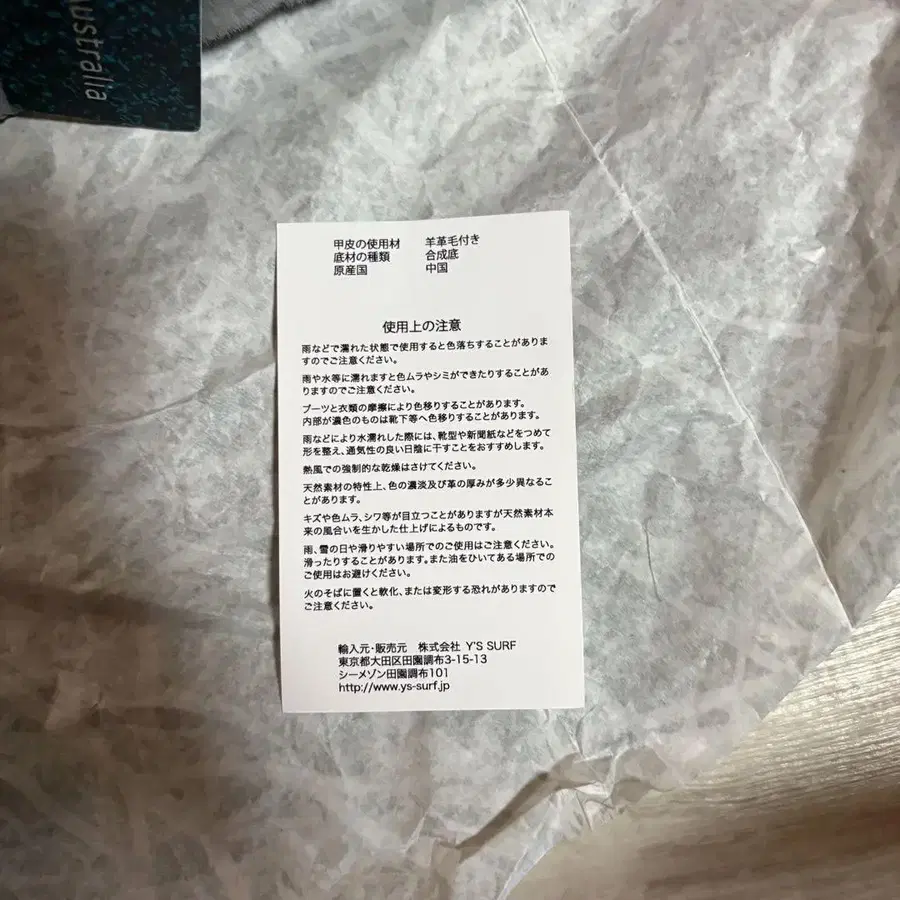 ustralia
甲皮の使用材　羊革毛付き
底材の種類　合成底
原産国　中国
使用上の注意
雨などで濡れた状態で使用すると色落ちすることがありま
すのでご注意ください。
雨や水等に濡れますと色ムラやシミができたりすることがあ
りますのでご注意ください。
ブーツと衣類の摩擦により色移りすることがあります。
内部が濃色のものは靴下等へ色移りすることがあります。
雨などにより水濡れした際には、靴型や新聞紙などをつめて
形を整え、通気性の良い日陰に干すことをおすすめします。
熱風での強制的な乾燥はさけてください。
天然素材の特性上、色の濃淡及び革の厚みが多少異なるこ
とがあります。
キズや色ムラ、シワ等が目立つことがありますが天然素材本
来の風合いを生かした仕上げによるものです。
雨、雪の日や滑りやすい場所でのご使用はご注意ください。
滑ったりすることがあります。また油をひいてある場所での
ご使用はお避けください。
火のそばに置くと軟化、または変形する恐れがありますので
ご注意ください。
輸入元・販売元　株式会社 Y'S SURF
東京都大田区田園調布3-15-13
シーメゾン田園調布101
http://www.ys-surf.jp